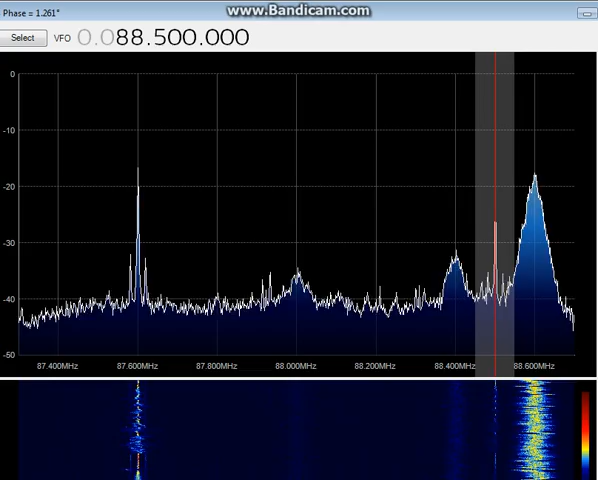 www.Bandicam.com
Phase = 1.261°
Select VFO 0.088.500.000
0
-10
-20
-30
-40
-50
87.400MHz 87.600MHz 87.800MHz 88.000MHz 88.200MHz 88.400MHz 88.600MHz